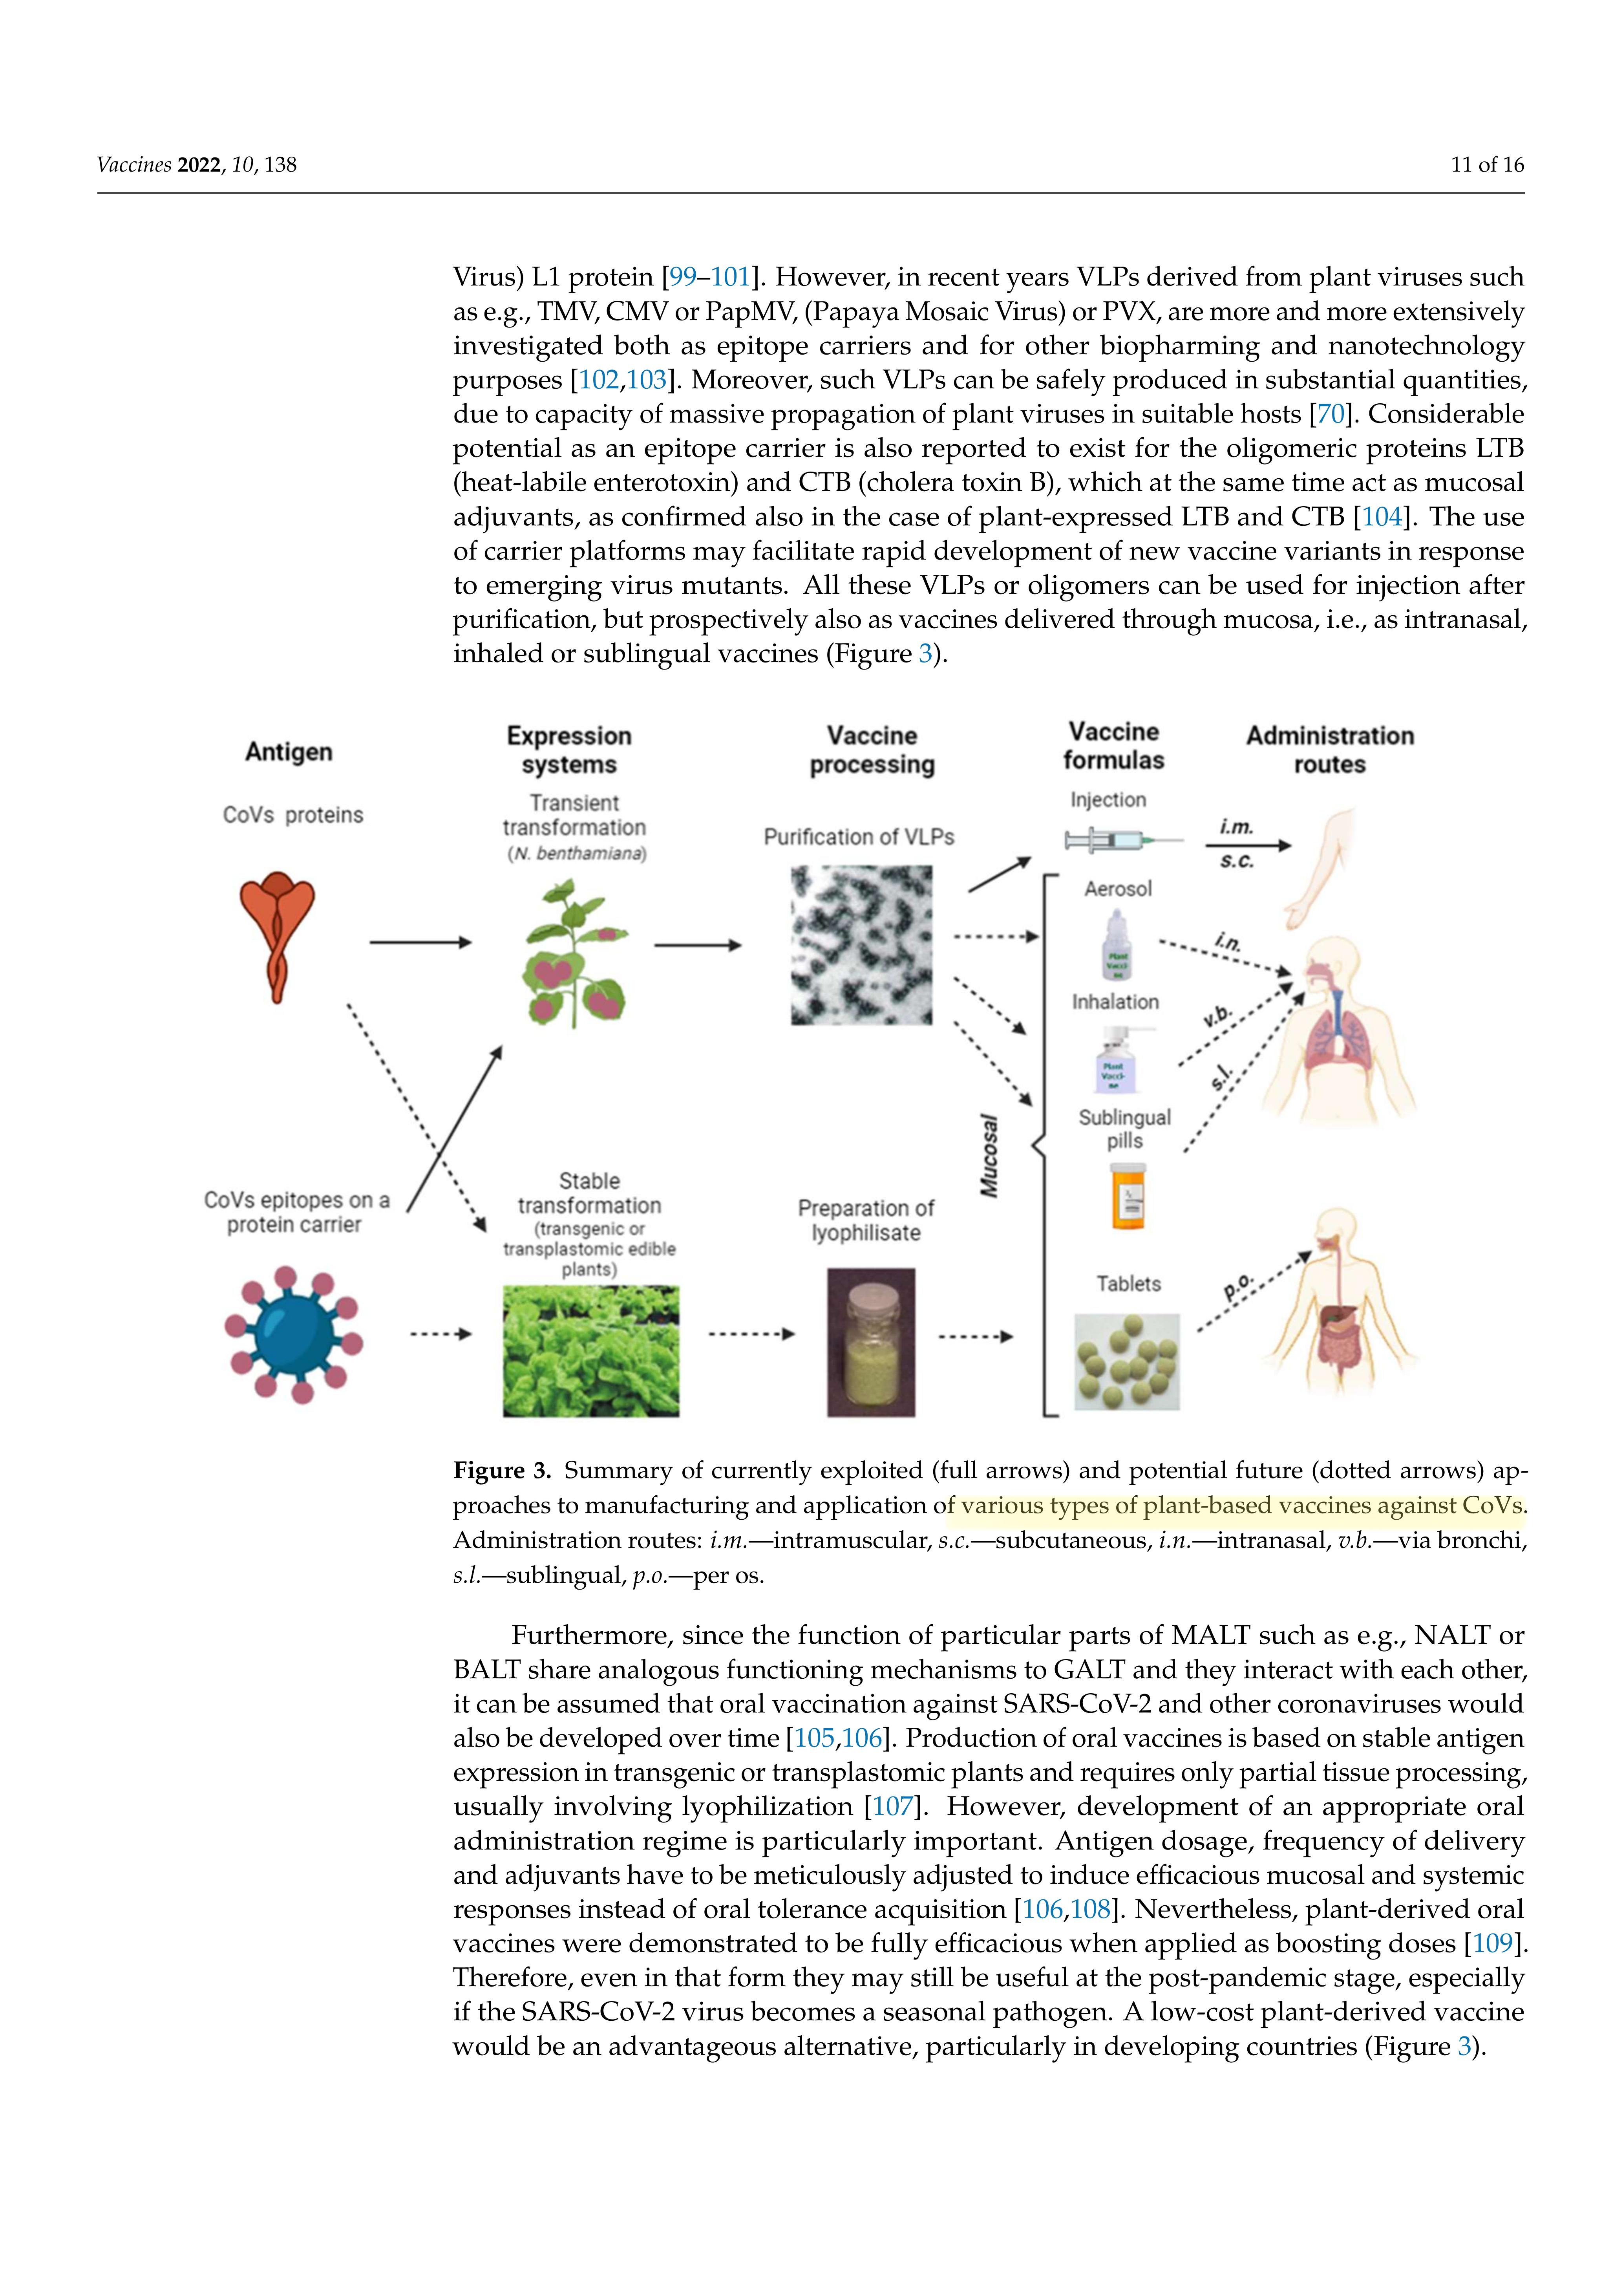 Vaccines 2022, 10, 138
11 of 16
Virus) L1 protein [99–101]. However, in recent years VLPs derived from plant viruses such
as e.g., TMV, CMV or PapMV, (Papaya Mosaic Virus) or PVX, are more and more extensively
investigated both as epitope carriers and for other biopharming and nanotechnology
purposes [102,103]. Moreover, such VLPs can be safely produced in substantial quantities,
due to capacity of massive propagation of plant viruses in suitable hosts [70]. Considerable
potential as an epitope carrier is also reported to exist for the oligomeric proteins LTB
(heat-labile enterotoxin) and CTB (cholera toxin B), which at the same time act as mucosal
adjuvants, as confirmed also in the case of plant-expressed LTB and CTB [104]. The use
of carrier platforms may facilitate rapid development of new vaccine variants in response
to emerging virus mutants. All these VLPs or oligomers can be used for injection after
purification, but prospectively also as vaccines delivered through mucosa, i.e., as intranasal,
inhaled or sublingual vaccines (Figure 3).
Antigen
Expression
systems
Vaccine
processing
Vaccine
formulas
Administration
routes
CoVs proteins
Transient
transformation
(N. benthamiana)
Purification of VLPs
Injection
i.m.
s.c.
Aerosol
Plant
Vacci-
ne
i.n.
Inhalation
Plant
Vacci-
ne
v.b.
Sublingual
pills
s.l.
Mucosal
CoVs epitopes on a
protein carrier
Stable
transformation
(transgenic or
transplastomic edible
plants)
Preparation of
lyophilisate
Tablets
p.o.
Figure 3. Summary of currently exploited (full arrows) and potential future (dotted arrows) ap-
proaches to manufacturing and application of various types of plant-based vaccines against CoVs.
Administration routes: i.m.—intramuscular, s.c.—subcutaneous, i.n.—intranasal, v.b.—via bronchi,
s.l.—sublingual, p.o.—per os.
Furthermore, since the function of particular parts of MALT such as e.g., NALT or
BALT share analogous functioning mechanisms to GALT and they interact with each other,
it can be assumed that oral vaccination against SARS-CoV-2 and other coronaviruses would
also be developed over time [105,106]. Production of oral vaccines is based on stable antigen
expression in transgenic or transplastomic plants and requires only partial tissue processing,
usually involving lyophilization [107]. However, development of an appropriate oral
administration regime is particularly important. Antigen dosage, frequency of delivery
and adjuvants have to be meticulously adjusted to induce efficacious mucosal and systemic
responses instead of oral tolerance acquisition [106,108]. Nevertheless, plant-derived oral
vaccines were demonstrated to be fully efficacious when applied as boosting doses [109].
Therefore, even in that form they may still be useful at the post-pandemic stage, especially
if the SARS-CoV-2 virus becomes a seasonal pathogen. A low-cost plant-derived vaccine
would be an advantageous alternative, particularly in developing countries (Figure 3).